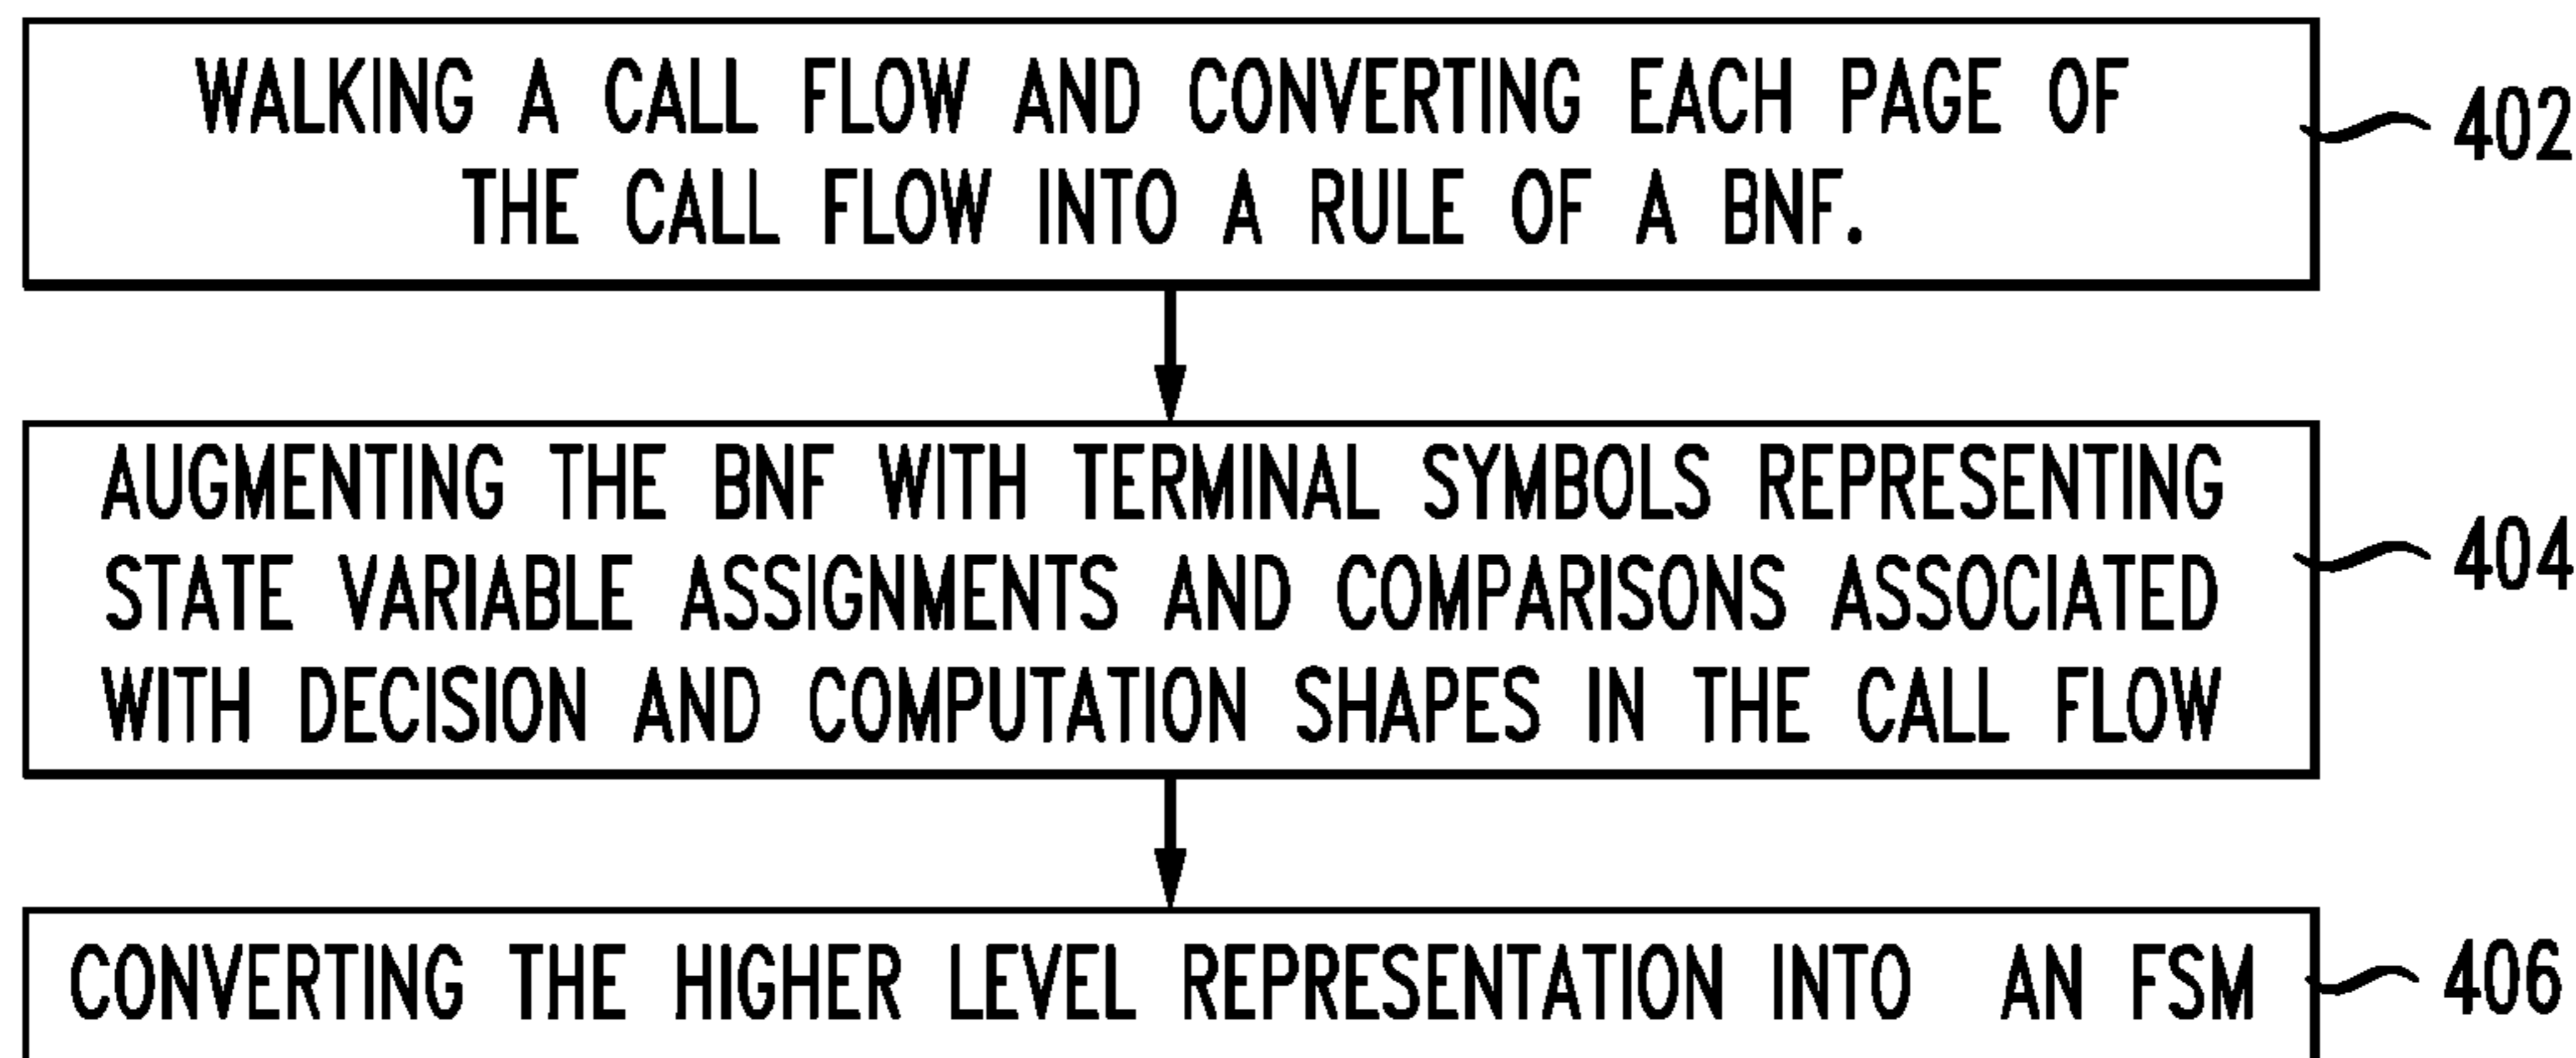 WALKING A CALL FLOW AND CONVERTING EACH PAGE OF
THE CALL FLOW INTO A RULE OF A BNF.
402
AUGMENTING THE BNF WITH TERMINAL SYMBOLS REPRESENTING
STATE VARIABLE ASSIGNMENTS AND COMPARISONS ASSOCIATED
WITH DECISION AND COMPUTATION SHAPES IN THE CALL FLOW
404
CONVERTING THE HIGHER LEVEL REPRESENTATION INTO AN FSM
406